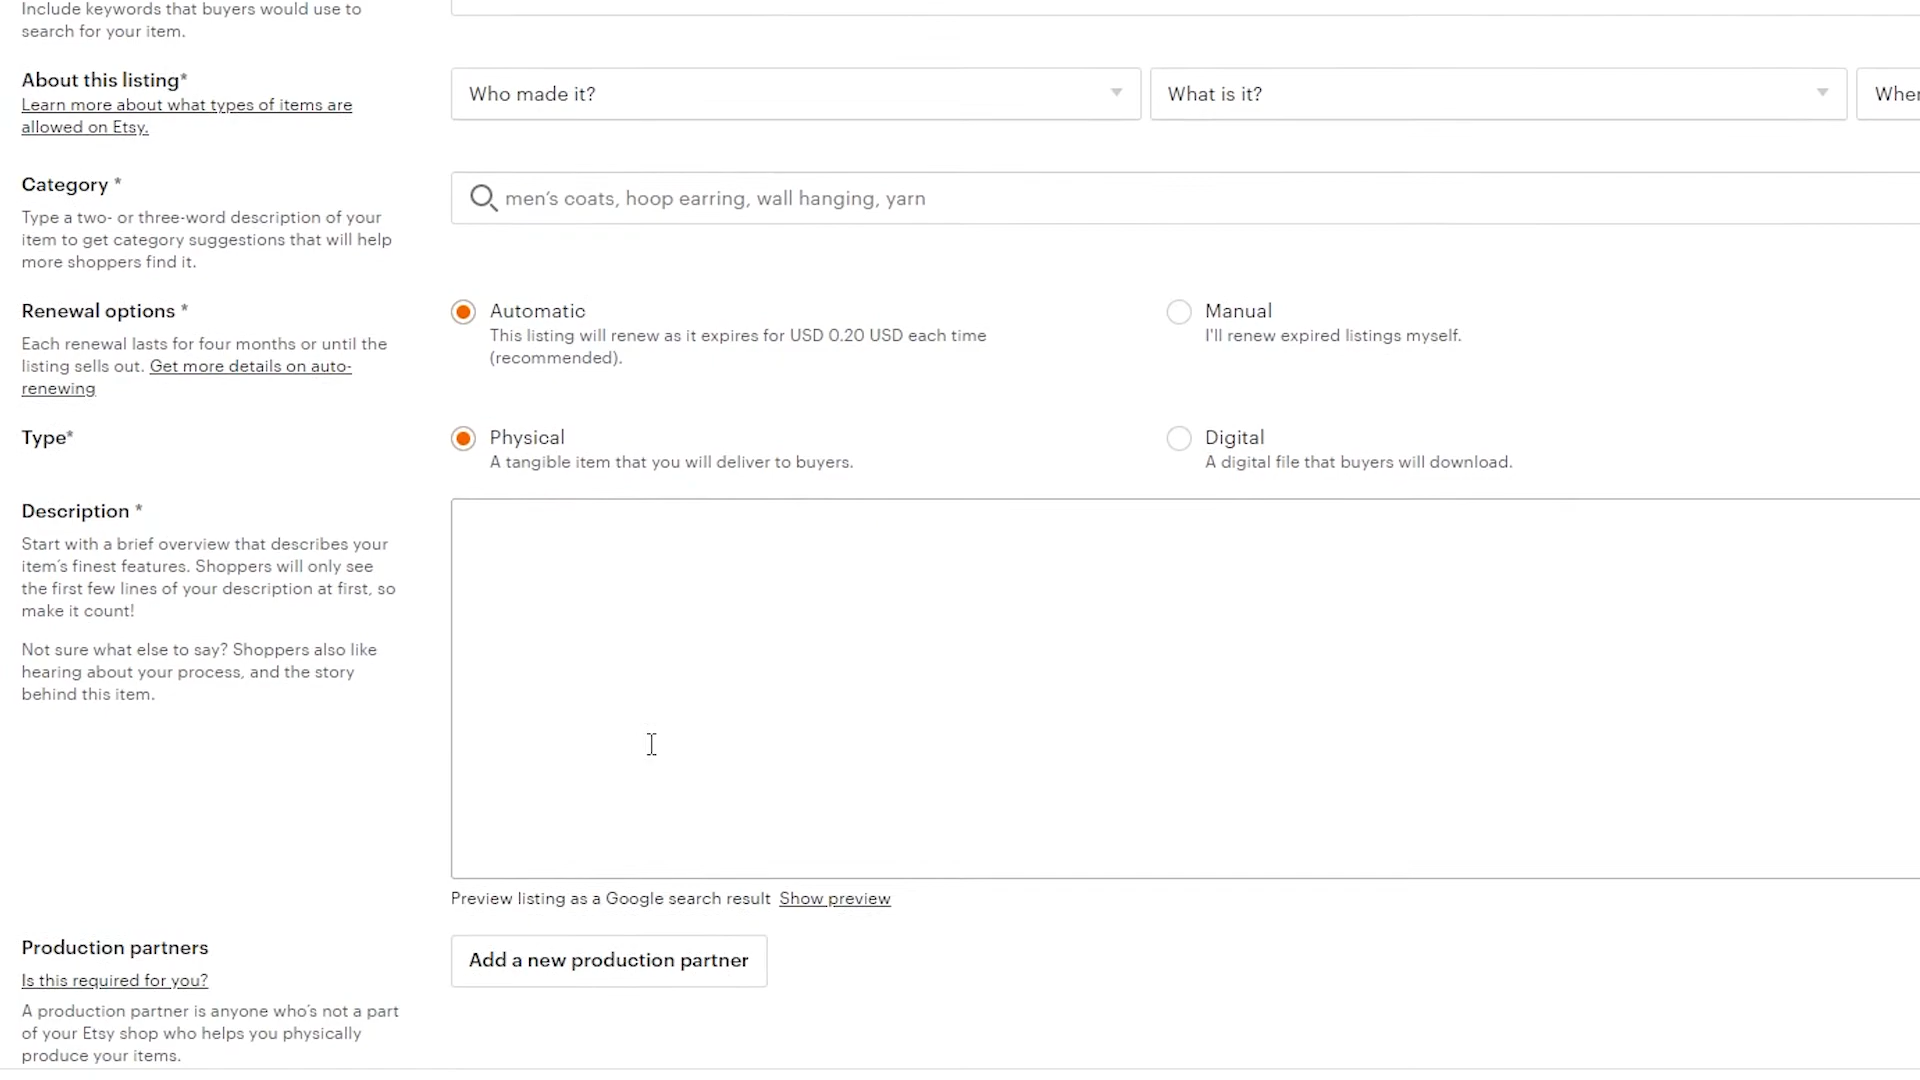 Include keywords that buyers would use to
search for your item.
About this listing*
Learn more about what types of items are
allowed on Etsy.
Who made it?
What is it?
Category *
Type a two- or three-word description of your
item to get category suggestions that will help
more shoppers find it.
men's coats, hoop earring, wall hanging, yarn
Renewal options *
Each renewal lasts for four months or until the
listing sells out. Get more details on auto-
renewing
Automatic
This listing will renew as it expires for USD 0.20 USD each time
(recommended).
Manual
I'll renew expired listings myself.
Type*
Physical
A tangible item that you will deliver to buyers.
Digital
A digital file that buyers will download.
Description *
Start with a brief overview that describes your
item's finest features. Shoppers will only see
the first few lines of your description at first, so
make it count!
Not sure what else to say? Shoppers also like
hearing about your process, and the story
behind this item.
Preview listing as a Google search result Show preview
Production partners
Is this required for you?
A production partner is anyone who's not a part
of your Etsy shop who helps you physically
produce your items.
Add a new production partner